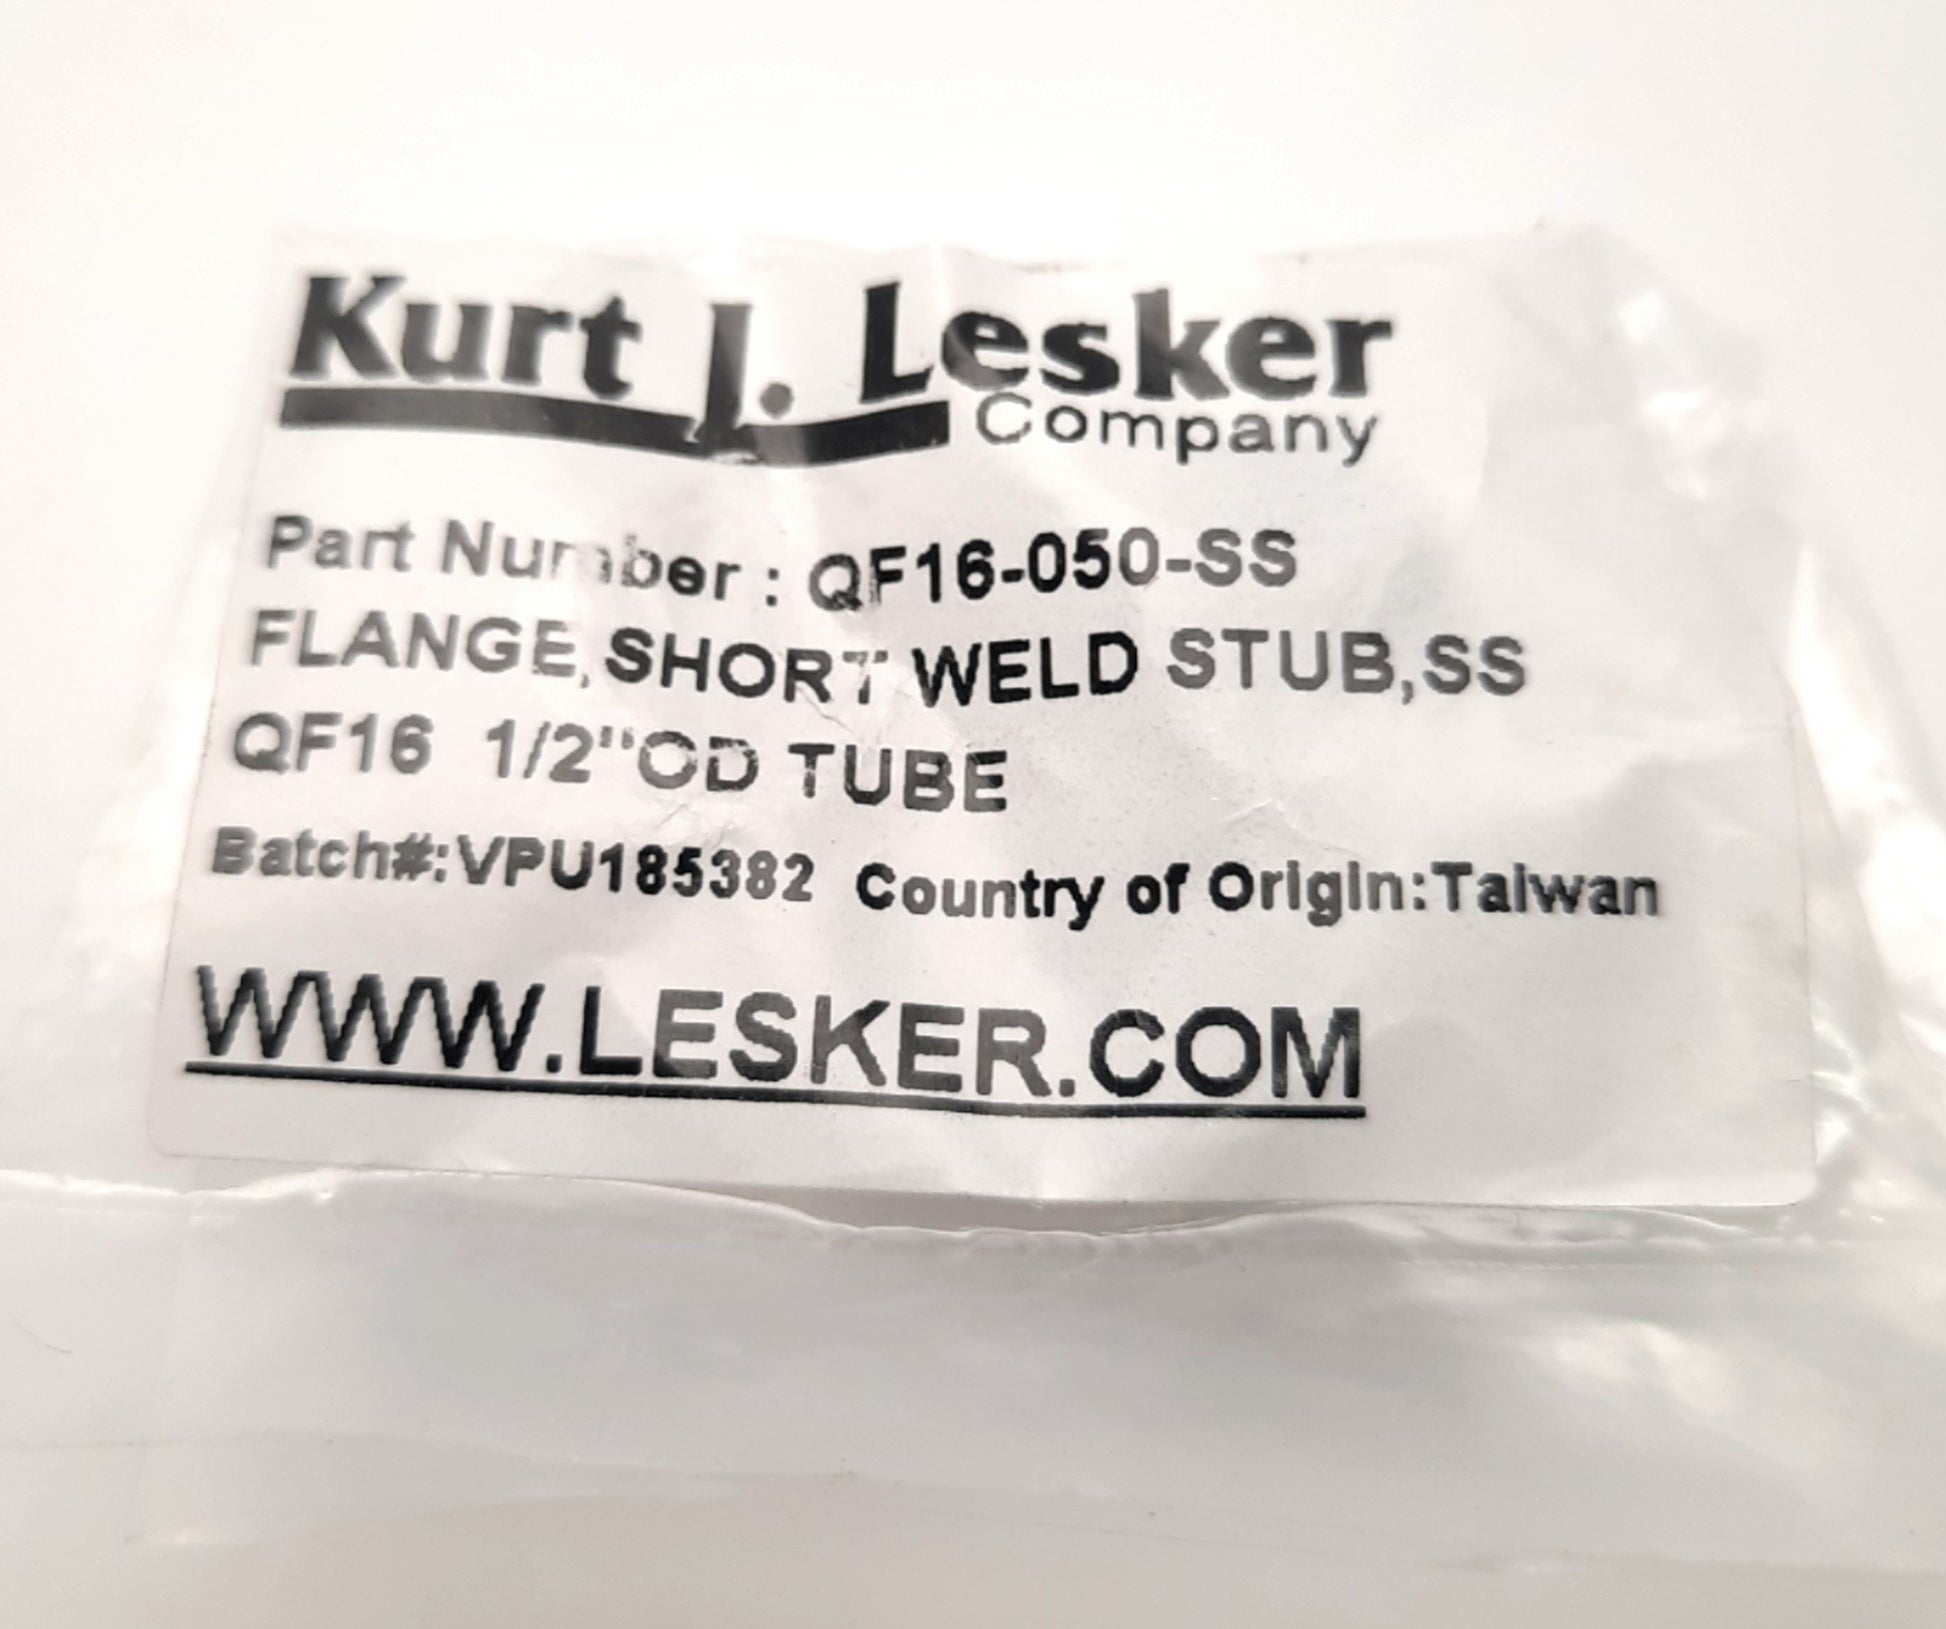 Kurt J. Lesker
Company
Part Number : QF16-050-SS
FLANGE,SHORT WELD STUB,SS
QF16 1/2"OD TUBE
Batch#:VPU185382 Country of Origin:Taiwan
WWW.LESKER.COM